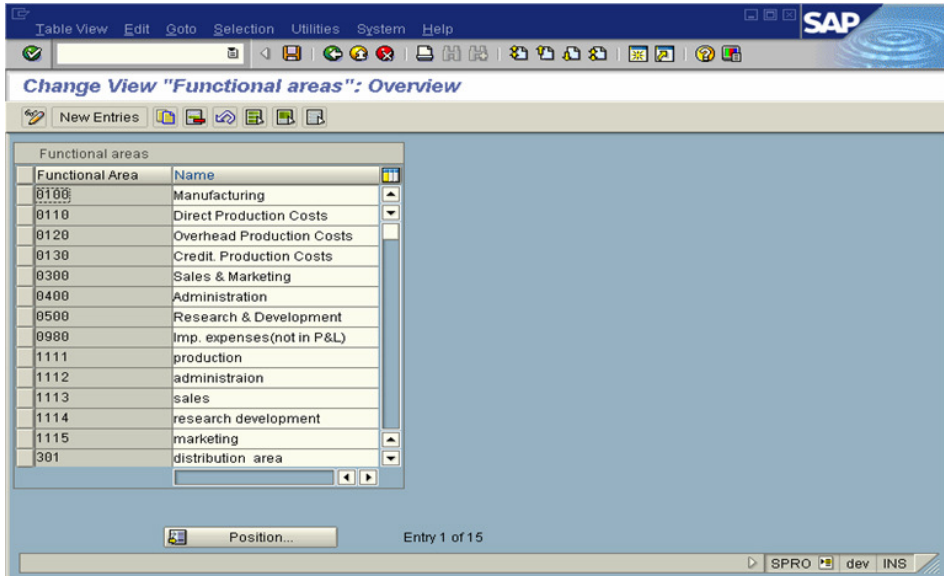 Table View Edit Goto Selection Utilities System Help
SAP
Change View "Functional areas": Overview
New Entries
Functional areas
Functional Area Name
0100 Manufacturing
0110 Direct Production Costs
0120 Overhead Production Costs
0130 Credit. Production Costs
0300 Sales & Marketing
0400 Administration
0500 Research & Development
0980 Imp. expenses(not in P&L)
1111 production
1112 administraion
1113 sales
1114 research development
1115 marketing
301 distribution area
Position... Entry 1 of 15
SPRO dev INS